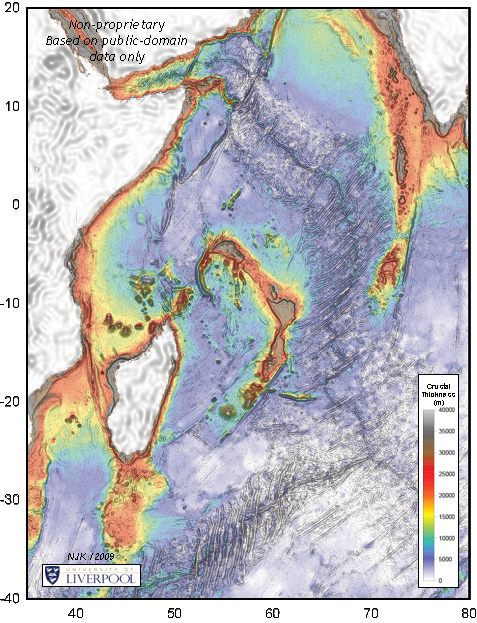 20
Non-proprietary
Based on public-domain
data only
10
0
-10
-20
-30
-40
Crustal
Thickness
(m)
40000
35000
30000
25000
20000
15000
10000
5000
0
NJK / 2009
UNIVERSITY OF
LIVERPOOL
40 50 60 70 80